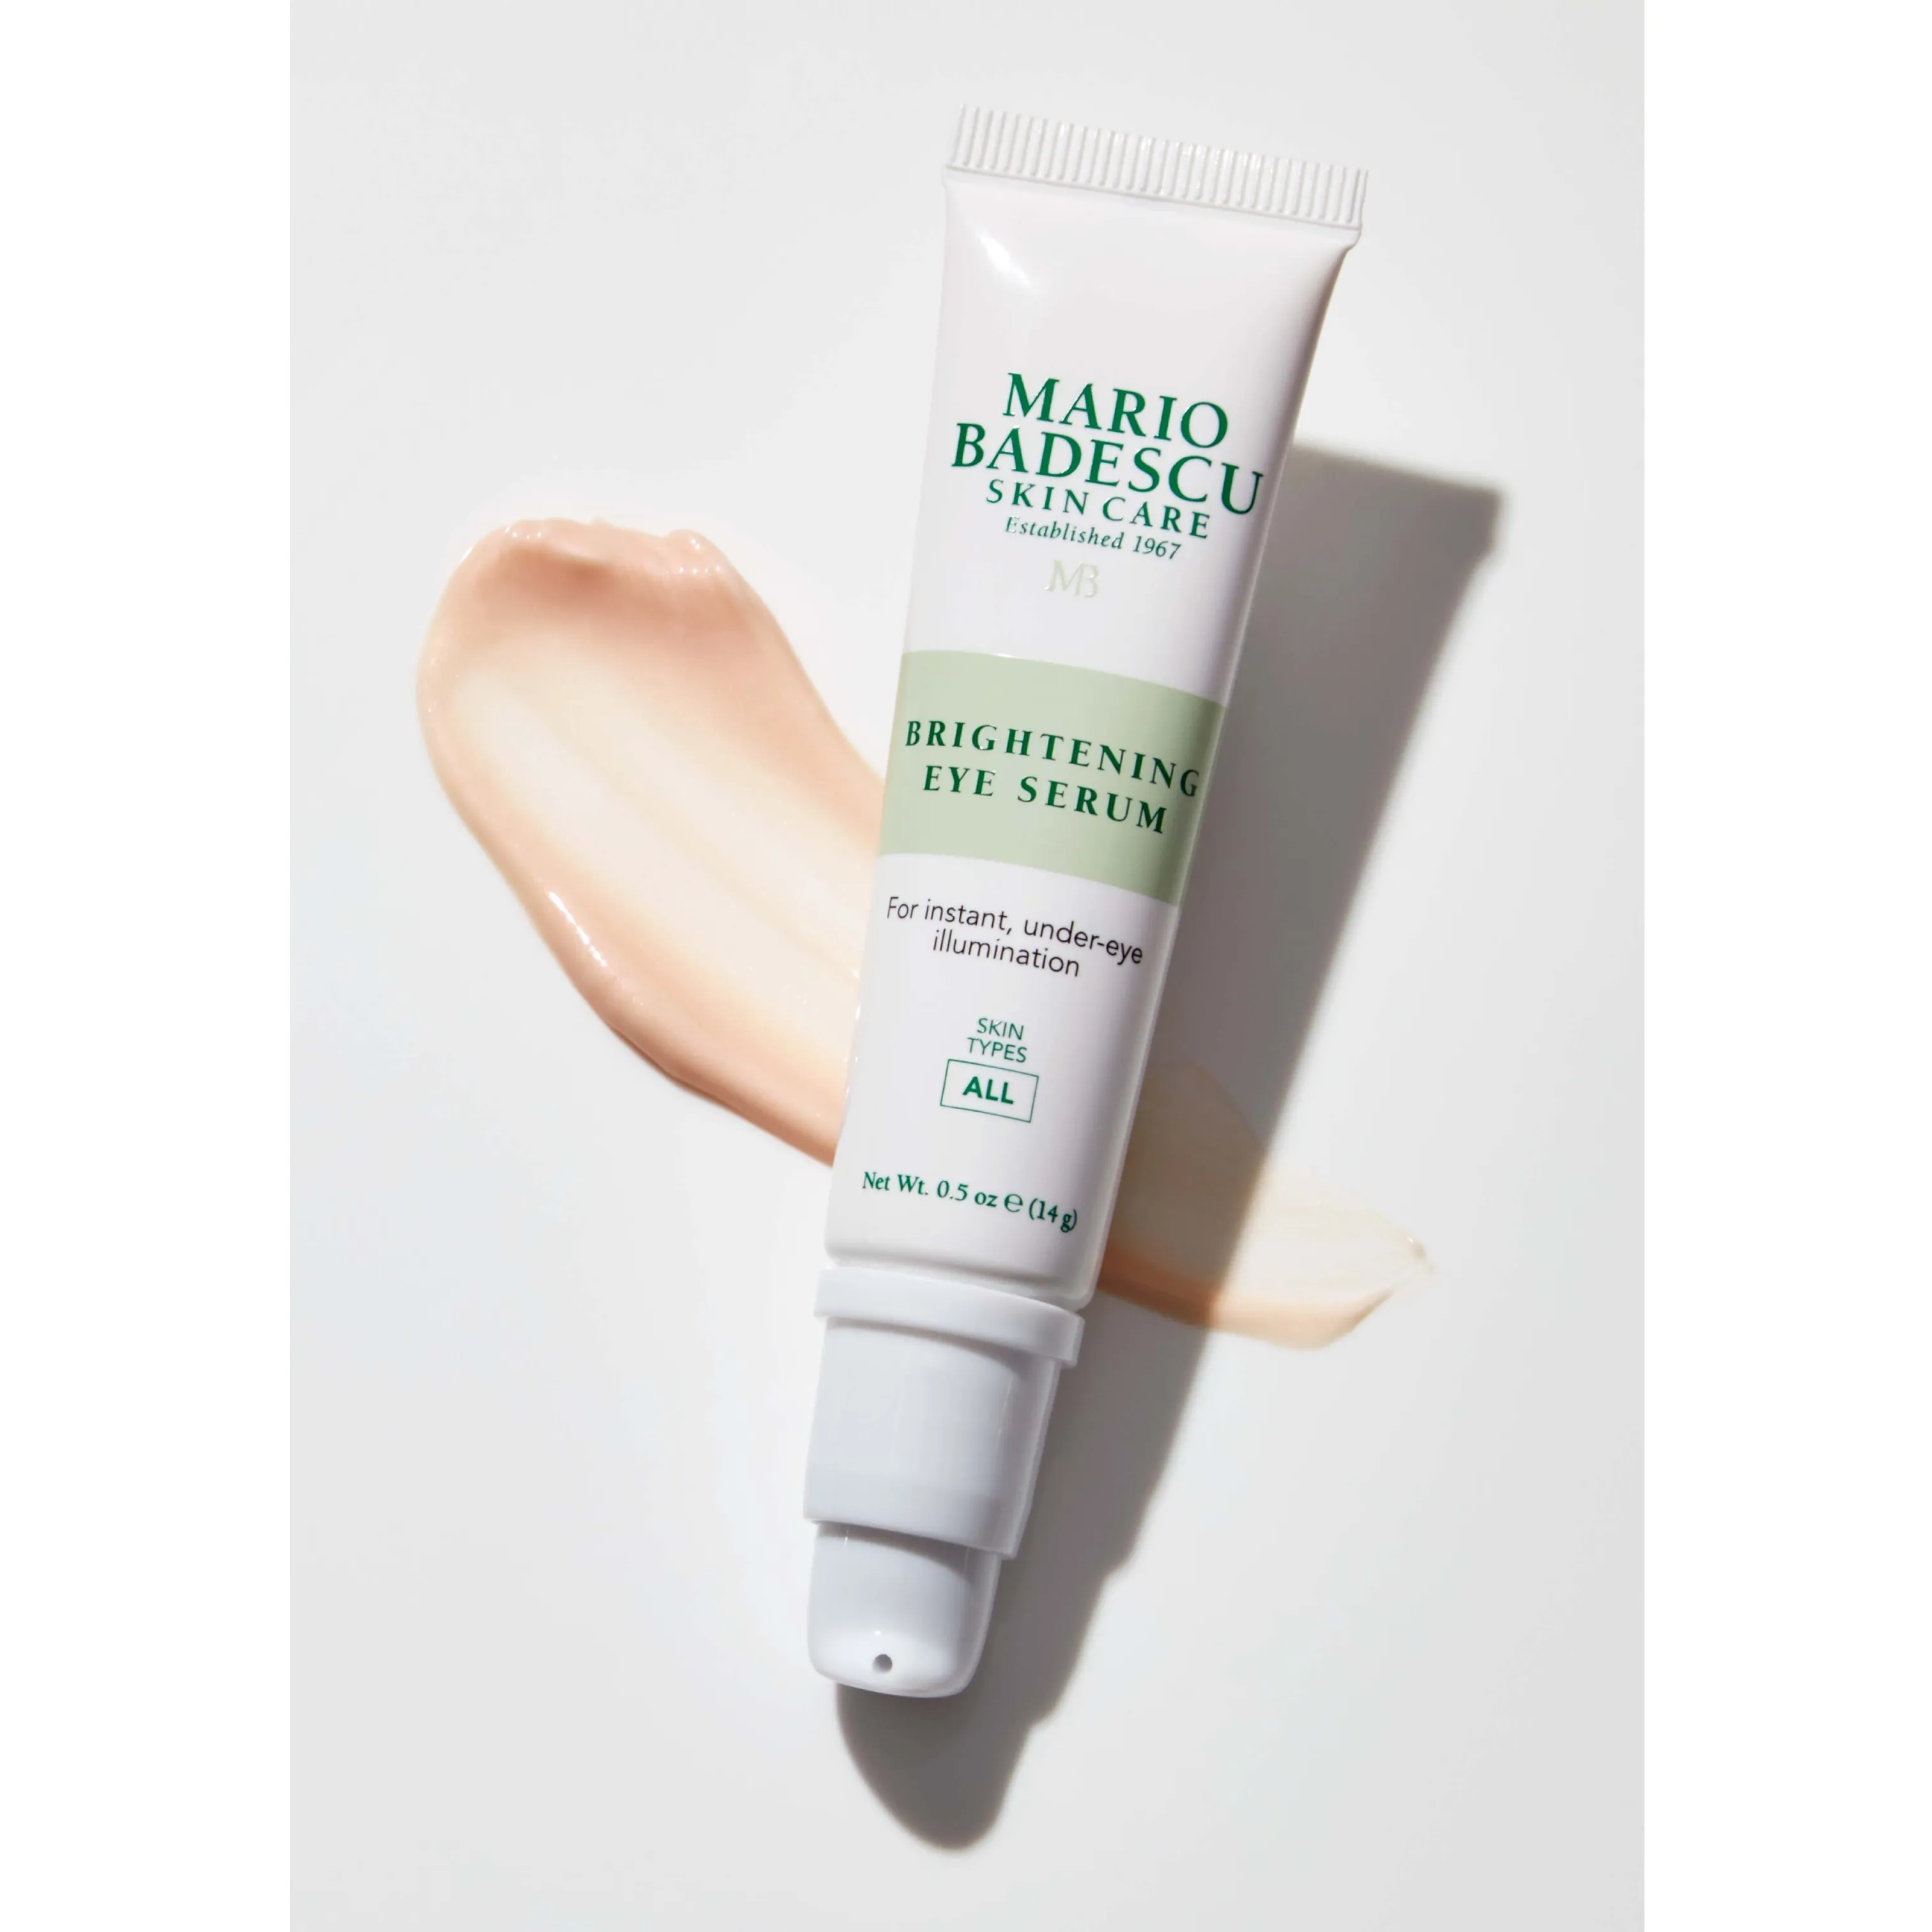 MARIO
BADESCU
SKIN CARE
Established 1967
MB
BRIGHTENING
EYE SERUM
For instant, under-eye
illumination
SKIN
TYPES
ALL
Net Wt. 0.5 oz ℮ (14 g)